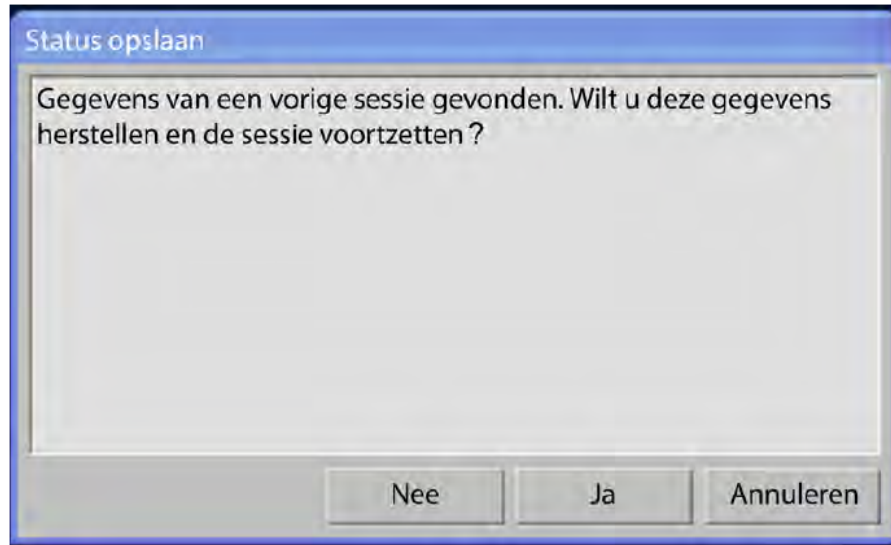 Status opslaan
Gegevens van een vorige sessie gevonden. Wilt u deze gegevens
herstellen en de sessie voortzetten ?
Nee
Ja
Annuleren